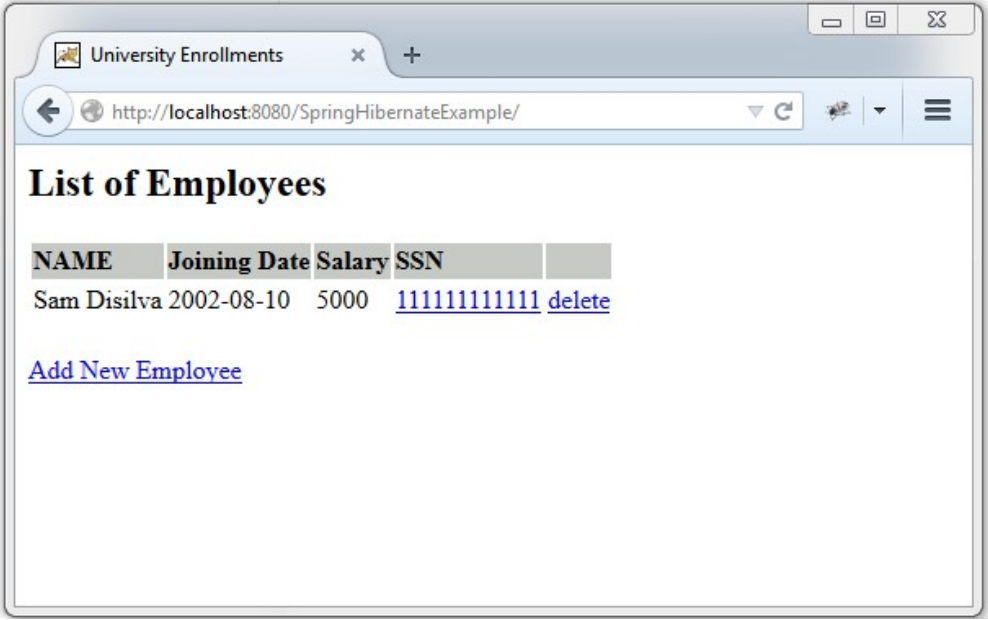 University Enrollments
http://localhost:8080/SpringHibernateExample/
List of Employees
NAME Joining Date Salary SSN
Sam Disilva 2002-08-10 5000 111111111111 delete
Add New Employee